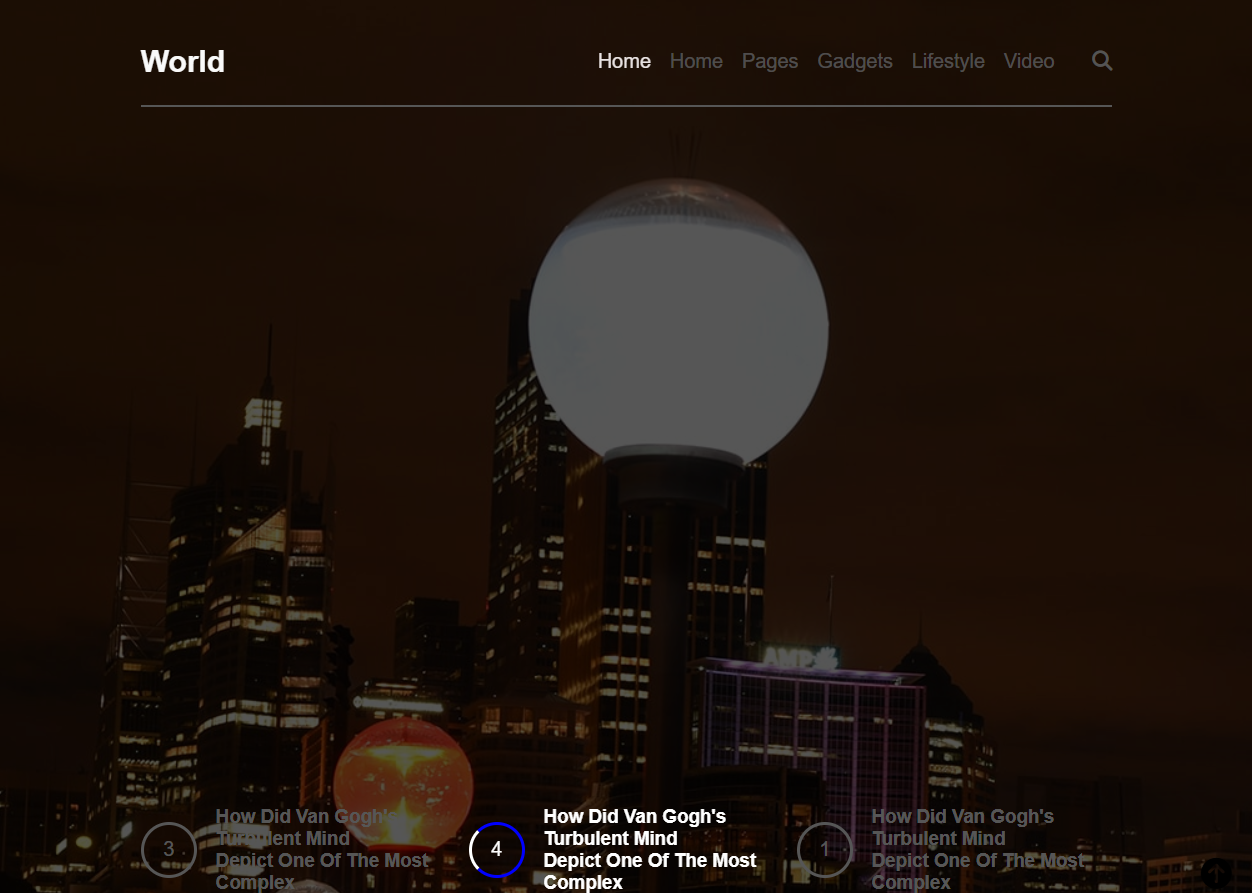 World
Home Home Pages Gadgets Lifestyle Video
AMP
3
How Did Van Gogh's
Turbulent Mind
Depict One Of The Most
Complex
4
How Did Van Gogh's
Turbulent Mind
Depict One Of The Most
Complex
1
How Did Van Gogh's
Turbulent Mind
Depict One Of The Most
Complex